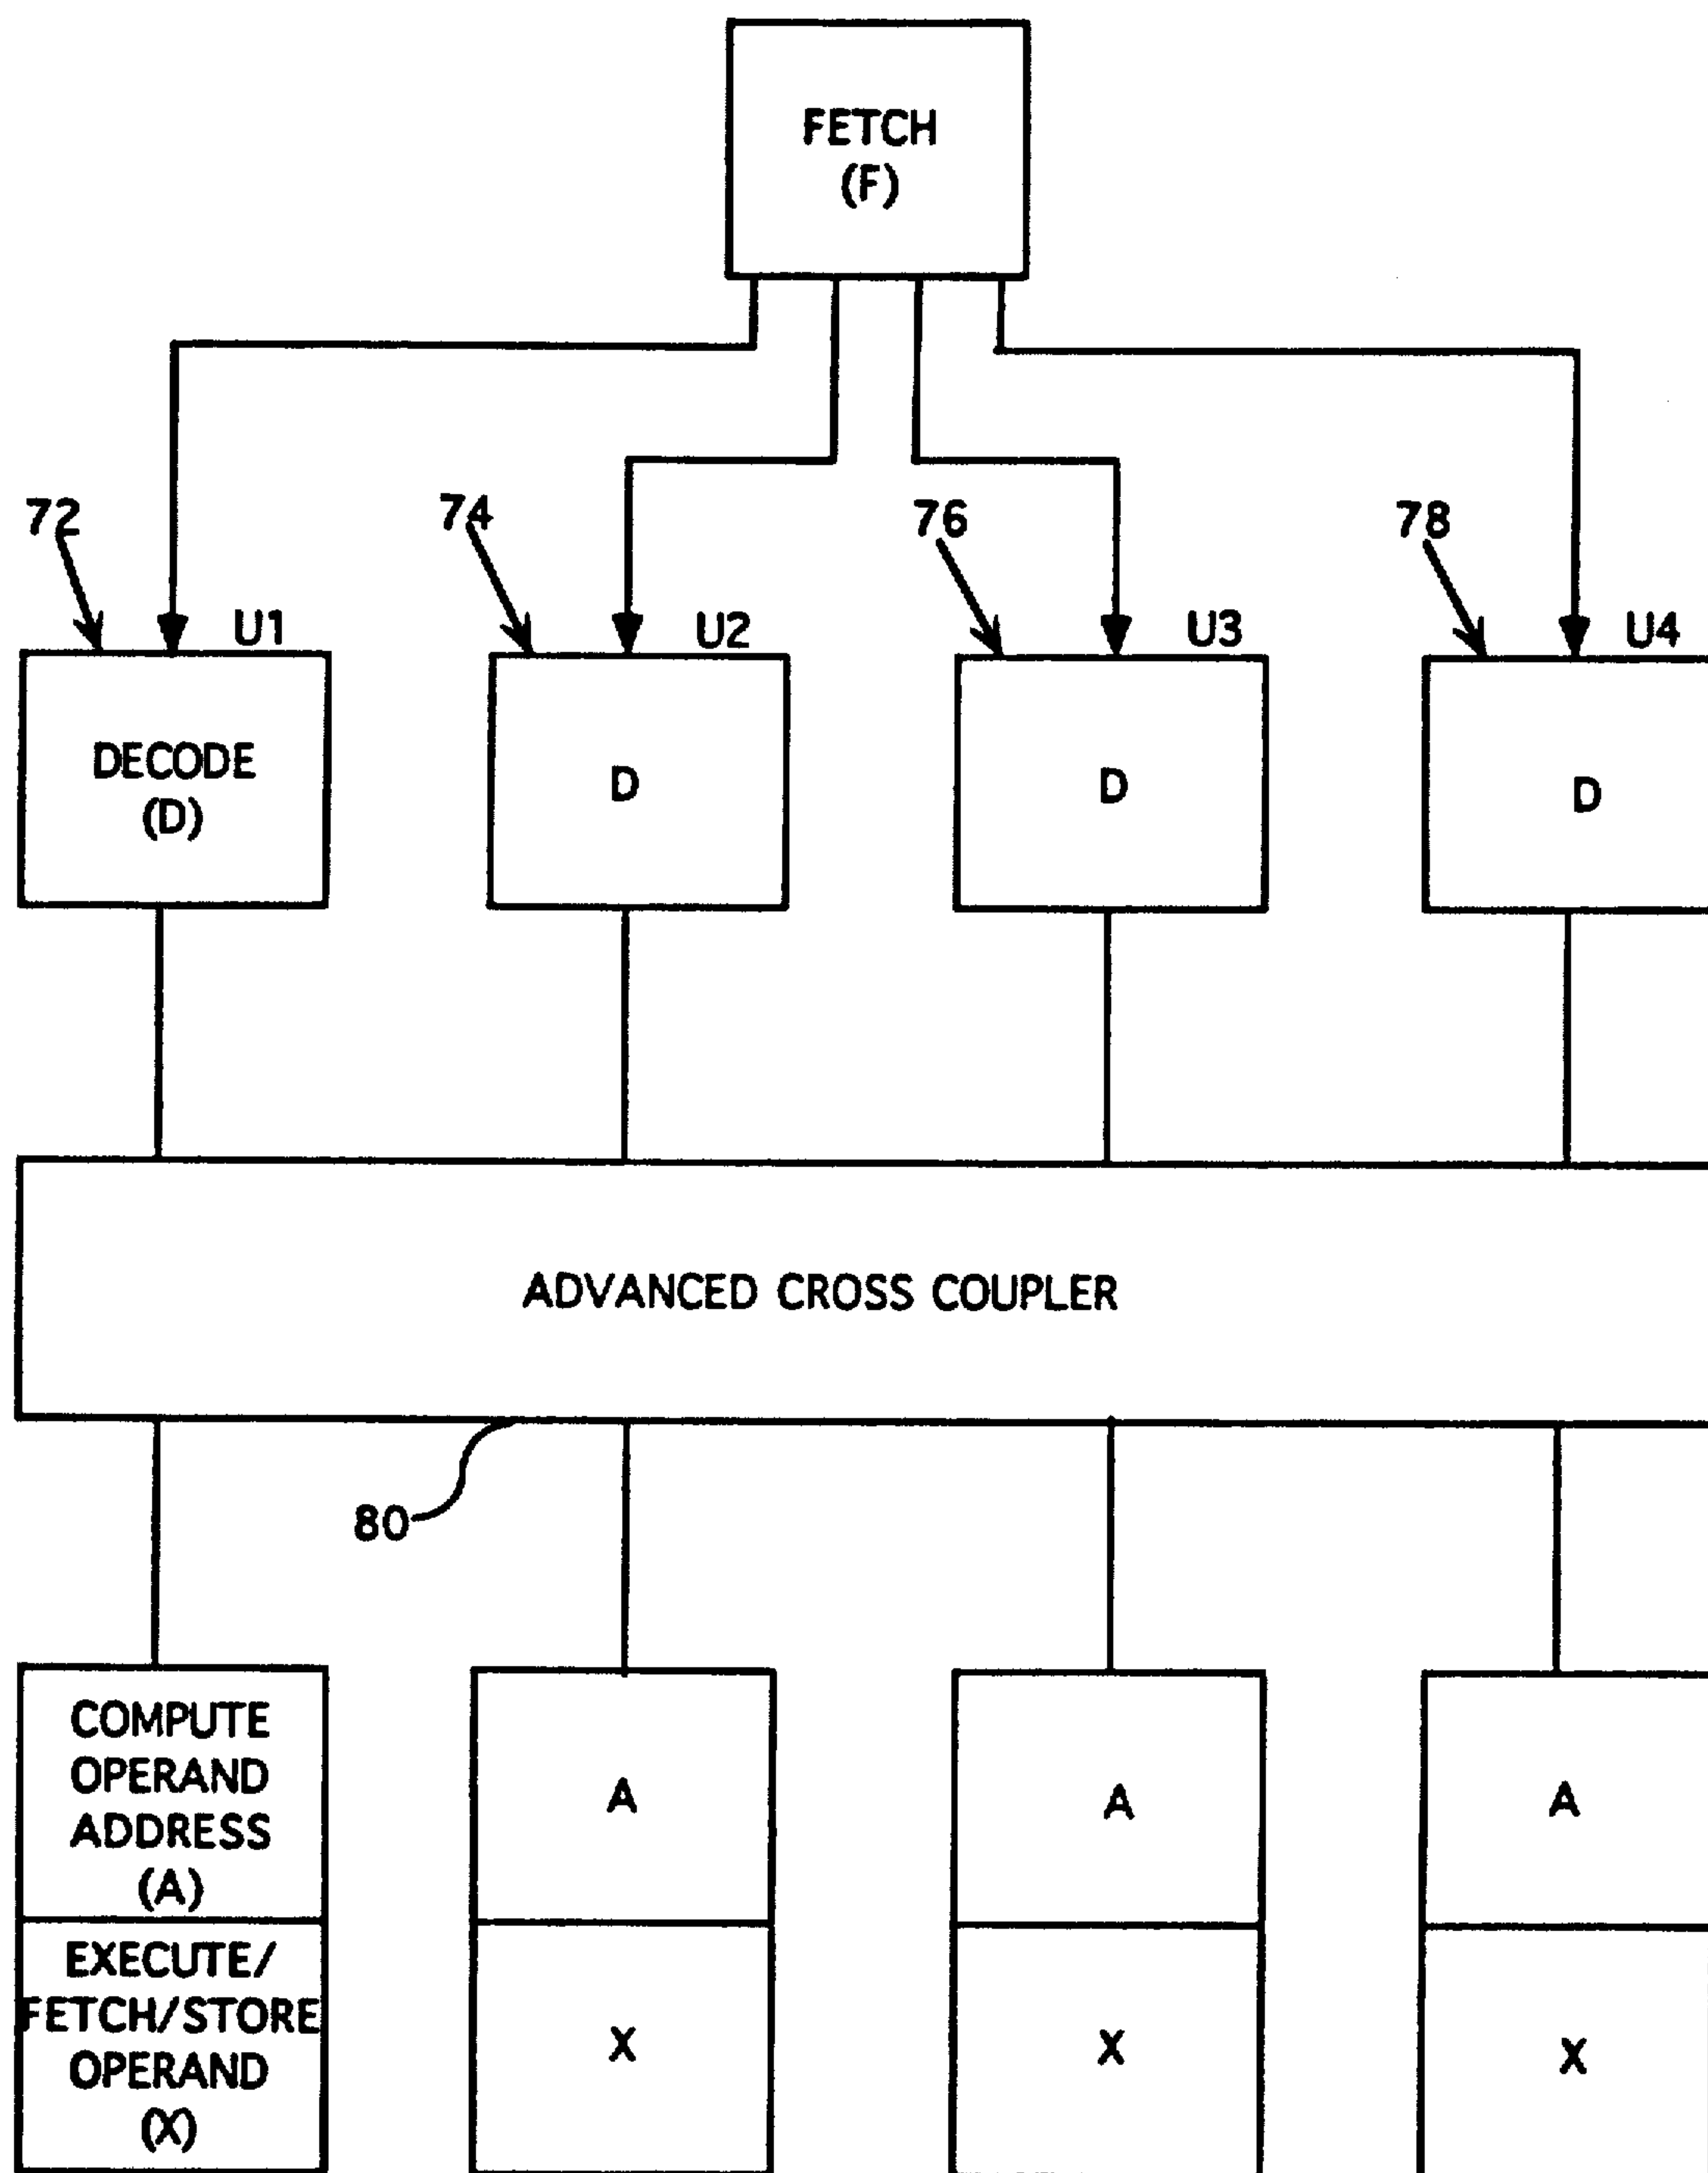 FETCH
(F)
72
74
76
78
U1
U2
U3
U4
DECODE
(D)
D
D
D
ADVANCED CROSS COUPLER
80
COMPUTE
OPERAND
ADDRESS
(A)
A
A
A
EXECUTE/
FETCH/STORE
OPERAND
(X)
X
X
X